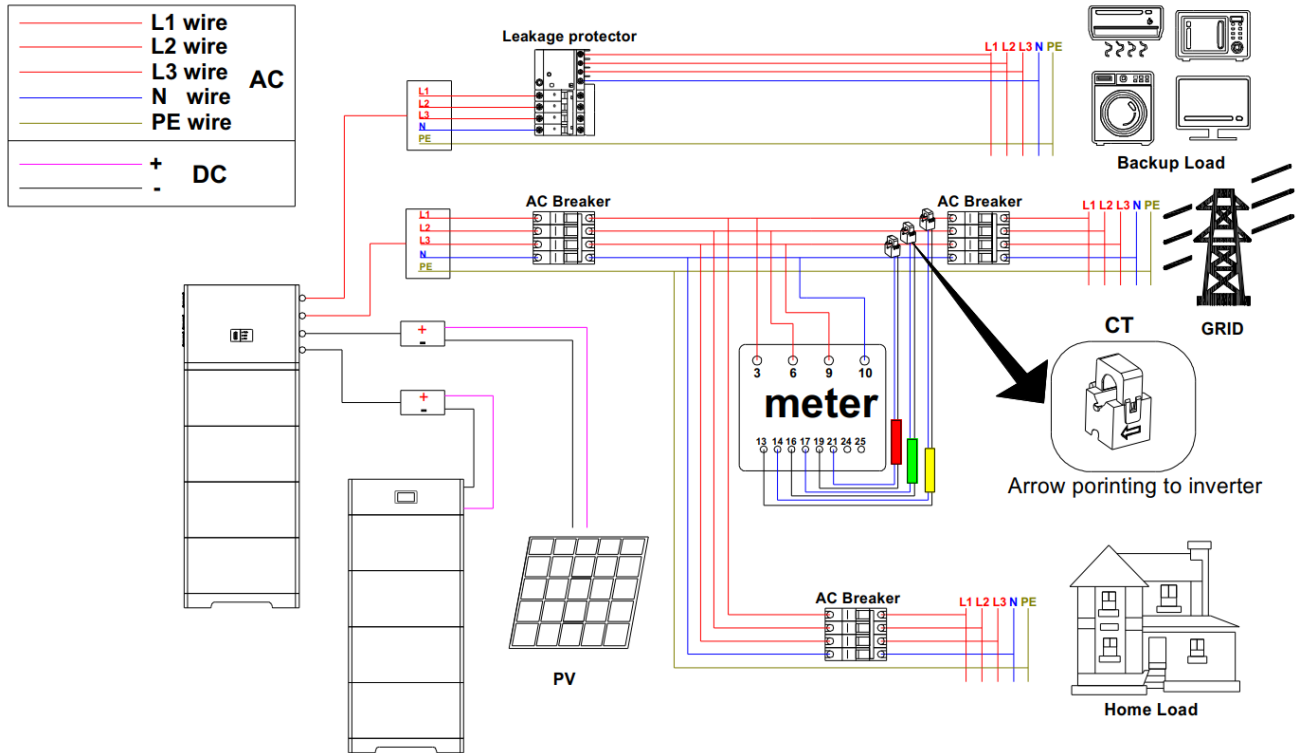 L1 wire
L2 wire
L3 wire
AC
N wire
PE wire
+
DC
-
Leakage protector
L1 L2 L3 N PE
L1
L2
L3
N
PE
Backup Load
AC Breaker
AC Breaker
L1
L2
L3
N
PE
L1 L2 L3 N PE
GRID
CT
+
-
+
-
3 6 9 10
meter
13 14 16 17 19 21 24 25
Arrow porinting to inverter
PV
AC Breaker
L1 L2 L3 N PE
Home Load